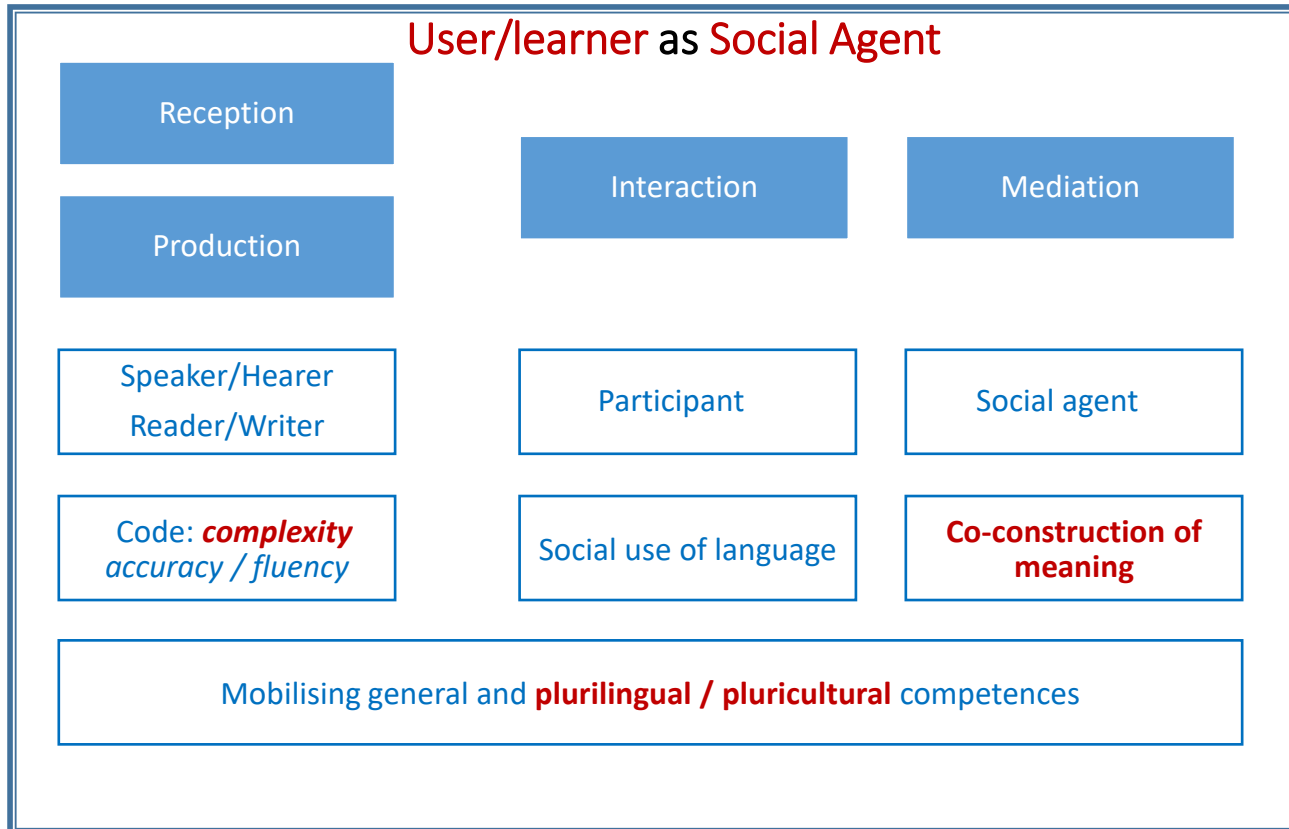 User/learner as Social Agent
Reception
Production
Interaction
Mediation
Speaker/Hearer
Reader/Writer
Participant
Social agent
Code: complexity
accuracy / fluency
Social use of language
Co-construction of
meaning
Mobilising general and plurilingual / pluricultural competences